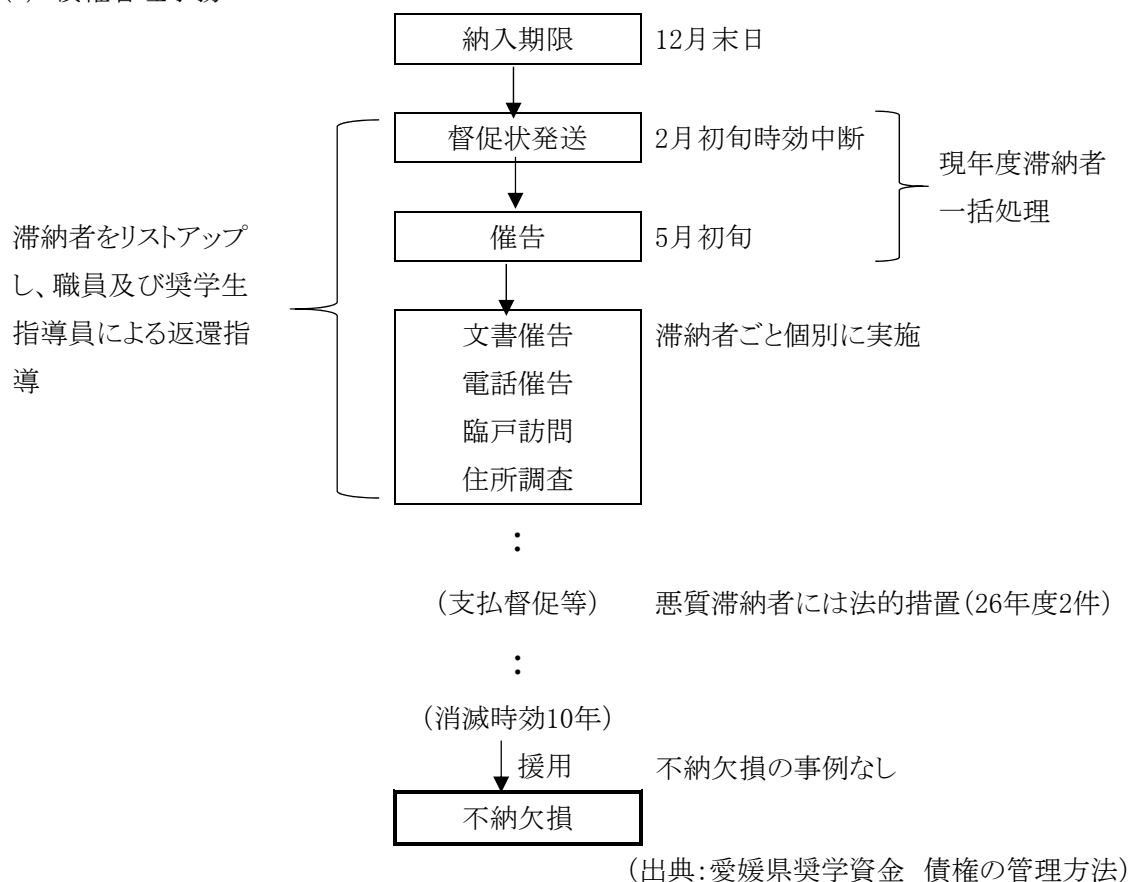 納入期限 12月末日
督促状発送 2月初旬時効中断
現年度滞納者
一括処理
催告 5月初旬
滞納者をリストアップ
し、職員及び奨学生
指導員による返還指
導
文書催告 滞納者ごと個別に実施
電話催告
臨戸訪問
住所調査
：
（支払督促等） 悪質滞納者には法的措置（26年度2件）
：
（消滅時効10年）
援用 不納欠損の事例なし
不納欠損
（出典：愛媛県奨学資金 債権の管理方法）